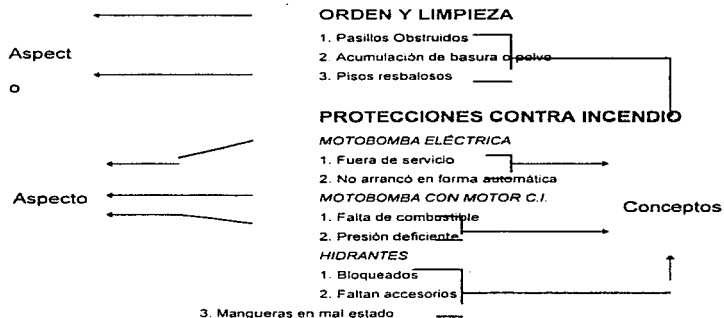 ORDEN Y LIMPIEZA
1. Pasillos Obstruidos
2. Acumulación de basura o polvo
3. Pisos resbalosos
Aspect
o
PROTECCIONES CONTRA INCENDIO
MOTOBOMBA ELÉCTRICA
1. Fuera de servicio
2. No arrancó en forma automática
MOTOBOMBA CON MOTOR C.I.
1. Falta de combustible
2. Presión deficiente
HIDRANTES
1. Bloqueados
2. Faltan accesorios
3. Mangueras en mal estado
Aspecto
Conceptos